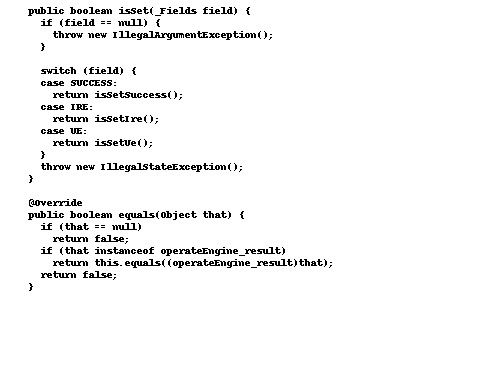 public boolean isSet(_Fields field) {
  if (field == null) {
    throw new IllegalArgumentException();
  }

  switch (field) {
  case SUCCESS:
    return isSetSuccess();
  case IRE:
    return isSetIre();
  case UE:
    return isSetUe();
  }
  throw new IllegalStateException();
}

@Override
public boolean equals(Object that) {
  if (that == null)
    return false;
  if (that instanceof operateEngine_result)
    return this.equals((operateEngine_result)that);
  return false;
}